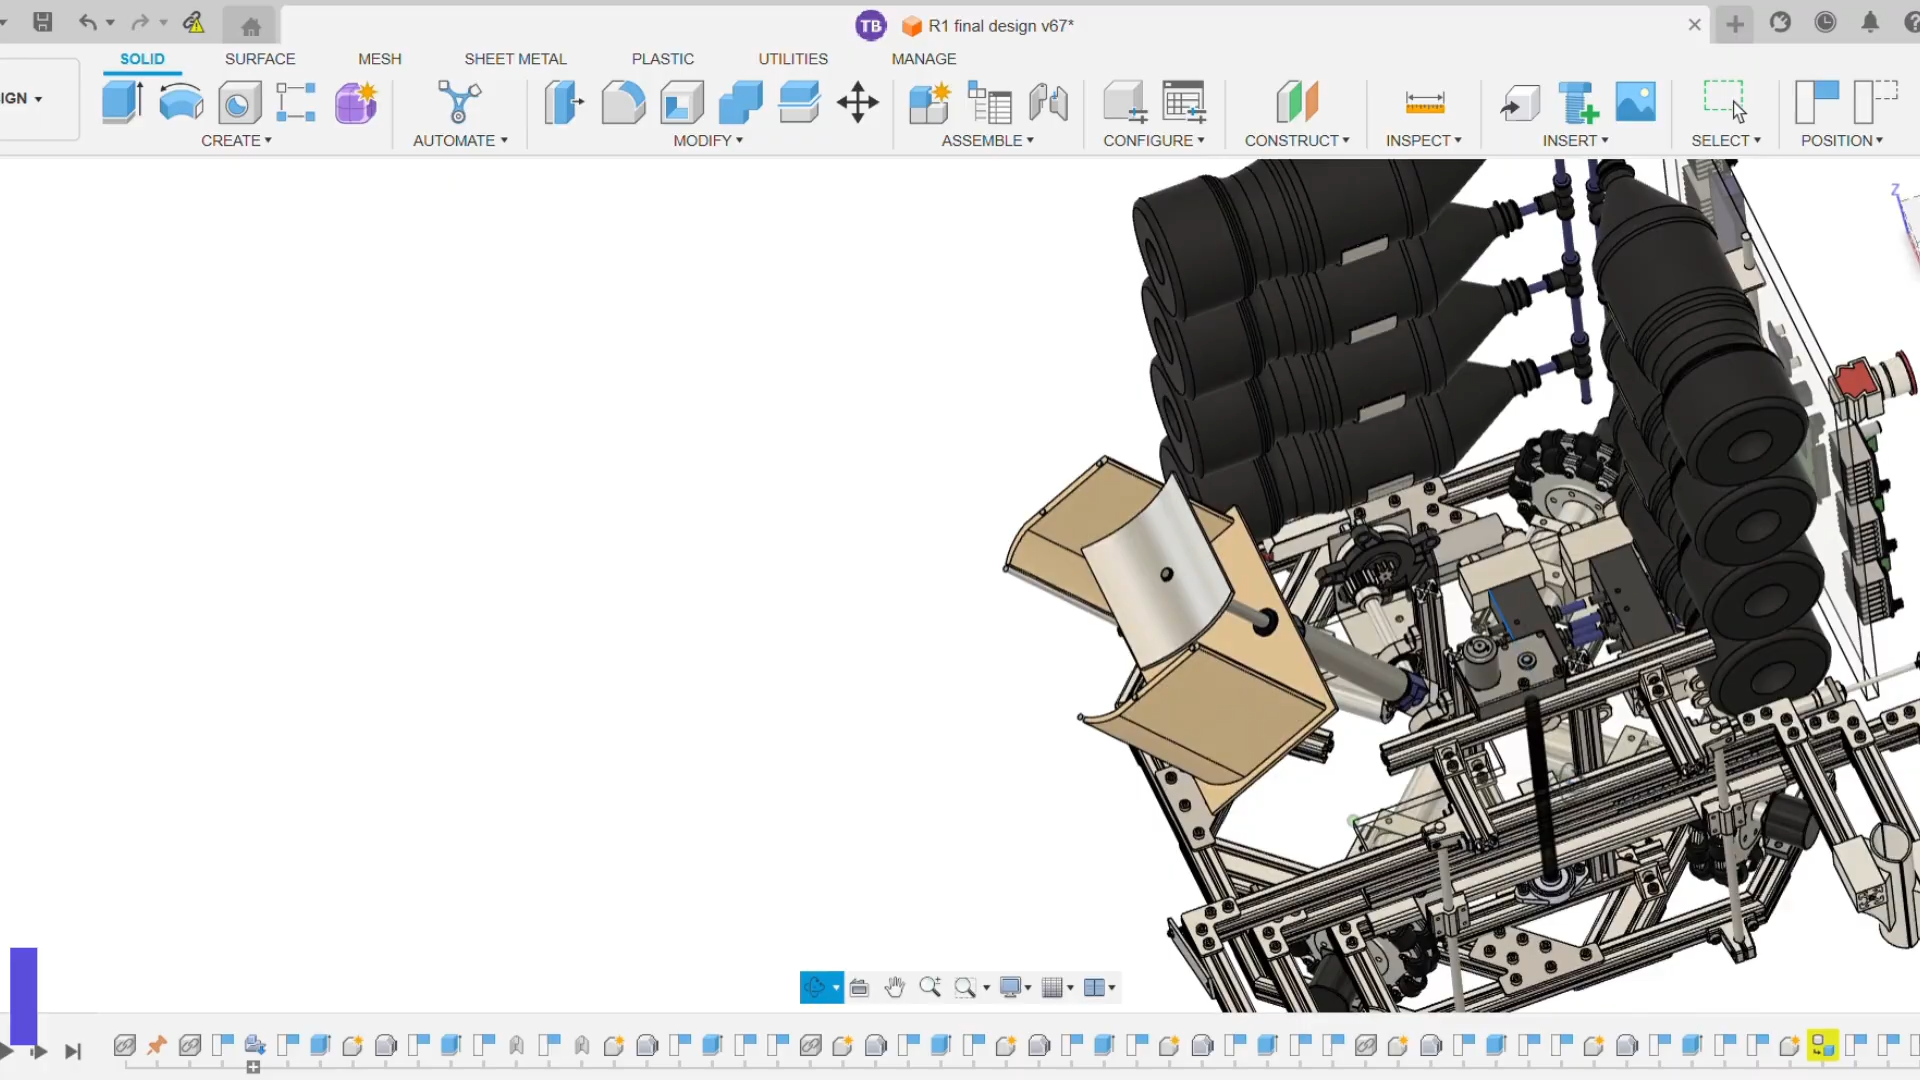 TB R1 final design v67*
IGN
SOLID SURFACE MESH SHEET METAL PLASTIC UTILITIES MANAGE
CREATE AUTOMATE MODIFY ASSEMBLE CONFIGURE CONSTRUCT INSPECT INSERT SELECT POSITION
Z